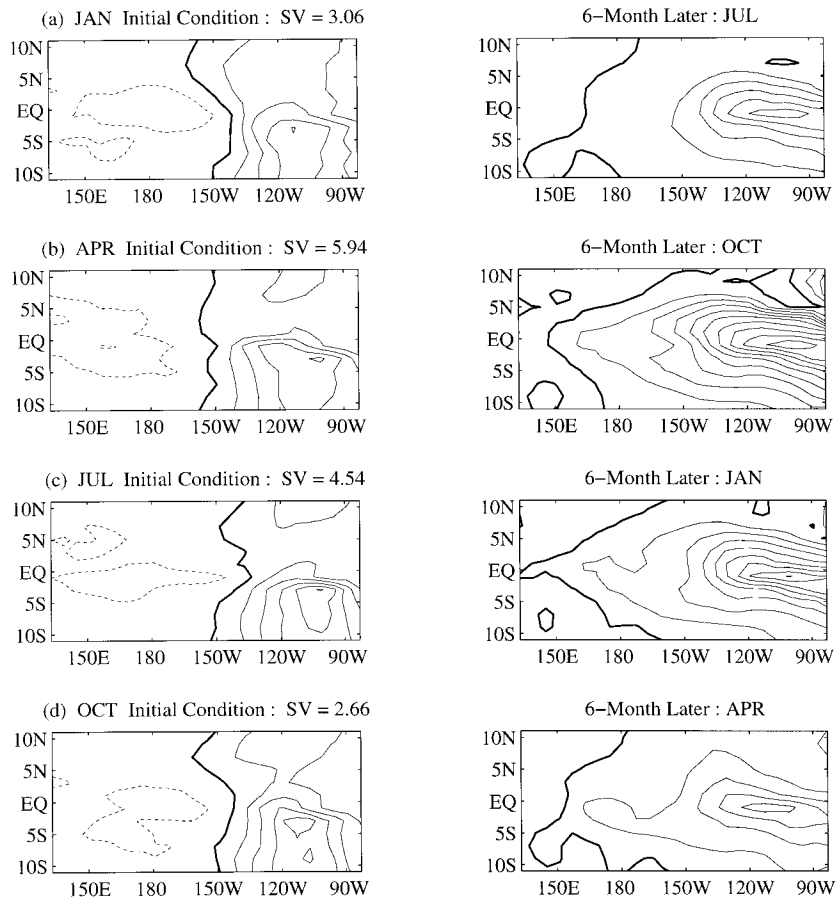 (a) JAN Initial Condition : SV = 3.06
6−Month Later : JUL
10N
5N
EQ
5S
10S
150E 180 150W 120W 90W
10N
5N
EQ
5S
10S
150E 180 150W 120W 90W
(b) APR Initial Condition : SV = 5.94
6−Month Later : OCT
10N
5N
EQ
5S
10S
150E 180 150W 120W 90W
10N
5N
EQ
5S
10S
150E 180 150W 120W 90W
(c) JUL Initial Condition : SV = 4.54
6−Month Later : JAN
10N
5N
EQ
5S
10S
150E 180 150W 120W 90W
10N
5N
EQ
5S
10S
150E 180 150W 120W 90W
(d) OCT Initial Condition : SV = 2.66
6−Month Later : APR
10N
5N
EQ
5S
10S
150E 180 150W 120W 90W
10N
5N
EQ
5S
10S
150E 180 150W 120W 90W